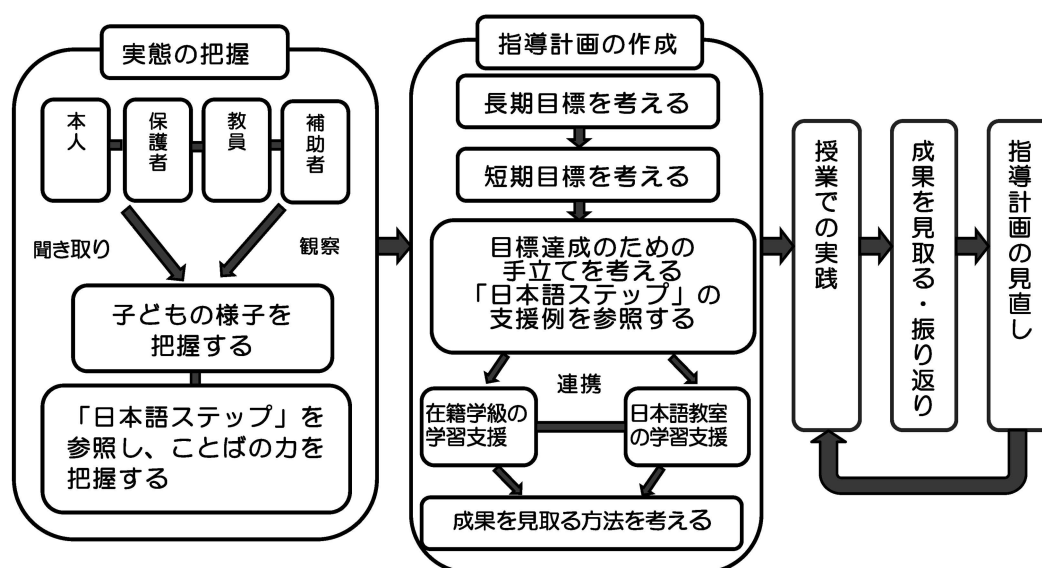 実態の把握
本人
保護者
教員
補助者
聞き取り
観察
子どもの様子を
把握する
「日本語ステップ」を
参照し、ことばの力を
把握する
指導計画の作成
長期目標を考える
短期目標を考える
目標達成のための
手立てを考える
「日本語ステップ」の
支援例を参照する
連携
在籍学級の
学習支援
日本語教室
の学習支援
成果を見取る方法を考える
授業での実践
成果を見取る・振り返り
指導計画の見直し